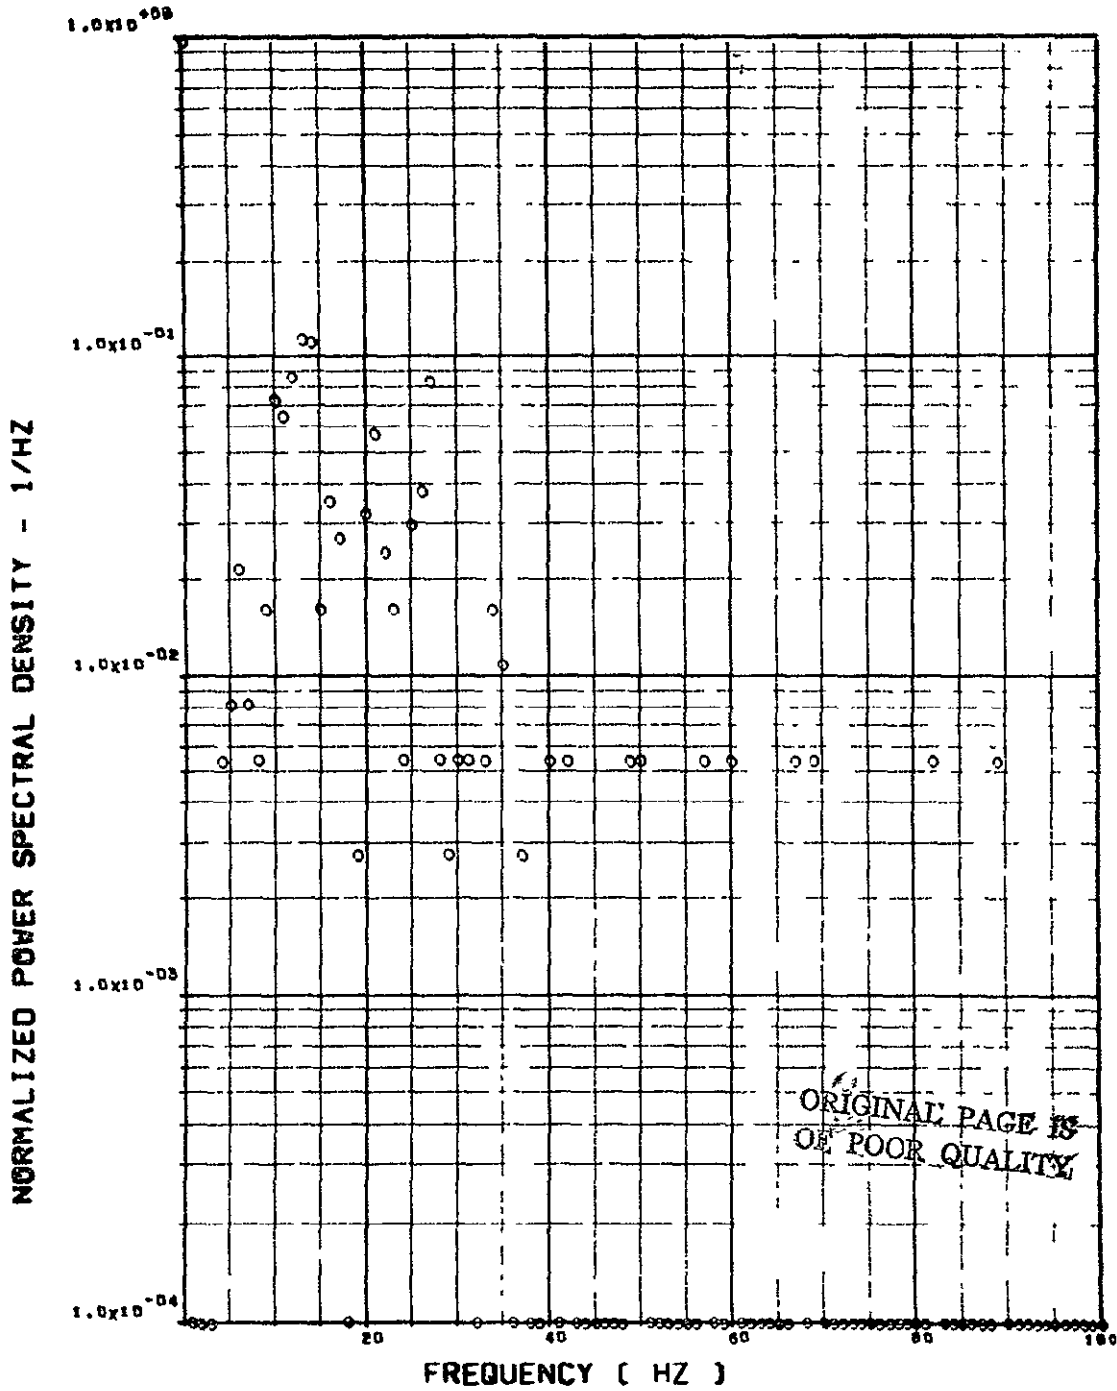 1.0x10+00
1.0x10-01
1.0x10-02
1.0x10-03
1.0x10-04
NORMALIZED POWER SPECTRAL DENSITY - 1/HZ
ORIGINAL PAGE IS
OF POOR QUALITY
20 40 60 80 100
FREQUENCY ( HZ )